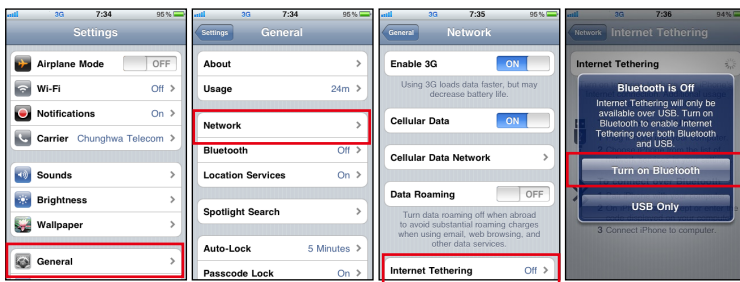 3G 7:34 95%
Settings
Airplane Mode OFF
Wi-Fi Off
Notifications On
Carrier Chunghwa Telecom
Sounds
Brightness
Wallpaper
General
3G 7:34 95%
Settings General
About
Usage 24m
Network
Bluetooth Off
Location Services On
Spotlight Search
Auto-Lock 5 Minutes
Passcode Lock On
3G 7:35 95%
General Network
Enable 3G ON
Using 3G loads data faster, but may
decrease battery life.
Cellular Data ON
Cellular Data Network
Data Roaming OFF
Turn data roaming off when abroad
to avoid substantial roaming charges
when using email, web browsing, and
other data services.
Internet Tethering Off
3G 7:36 94%
Network Internet Tethering
Internet Tethering
Bluetooth is Off
Internet Tethering will only be
available over USB. Turn on
Bluetooth to enable Internet
Tethering over both Bluetooth
and USB.
Turn on Bluetooth
USB Only
3 Connect iPhone to computer.